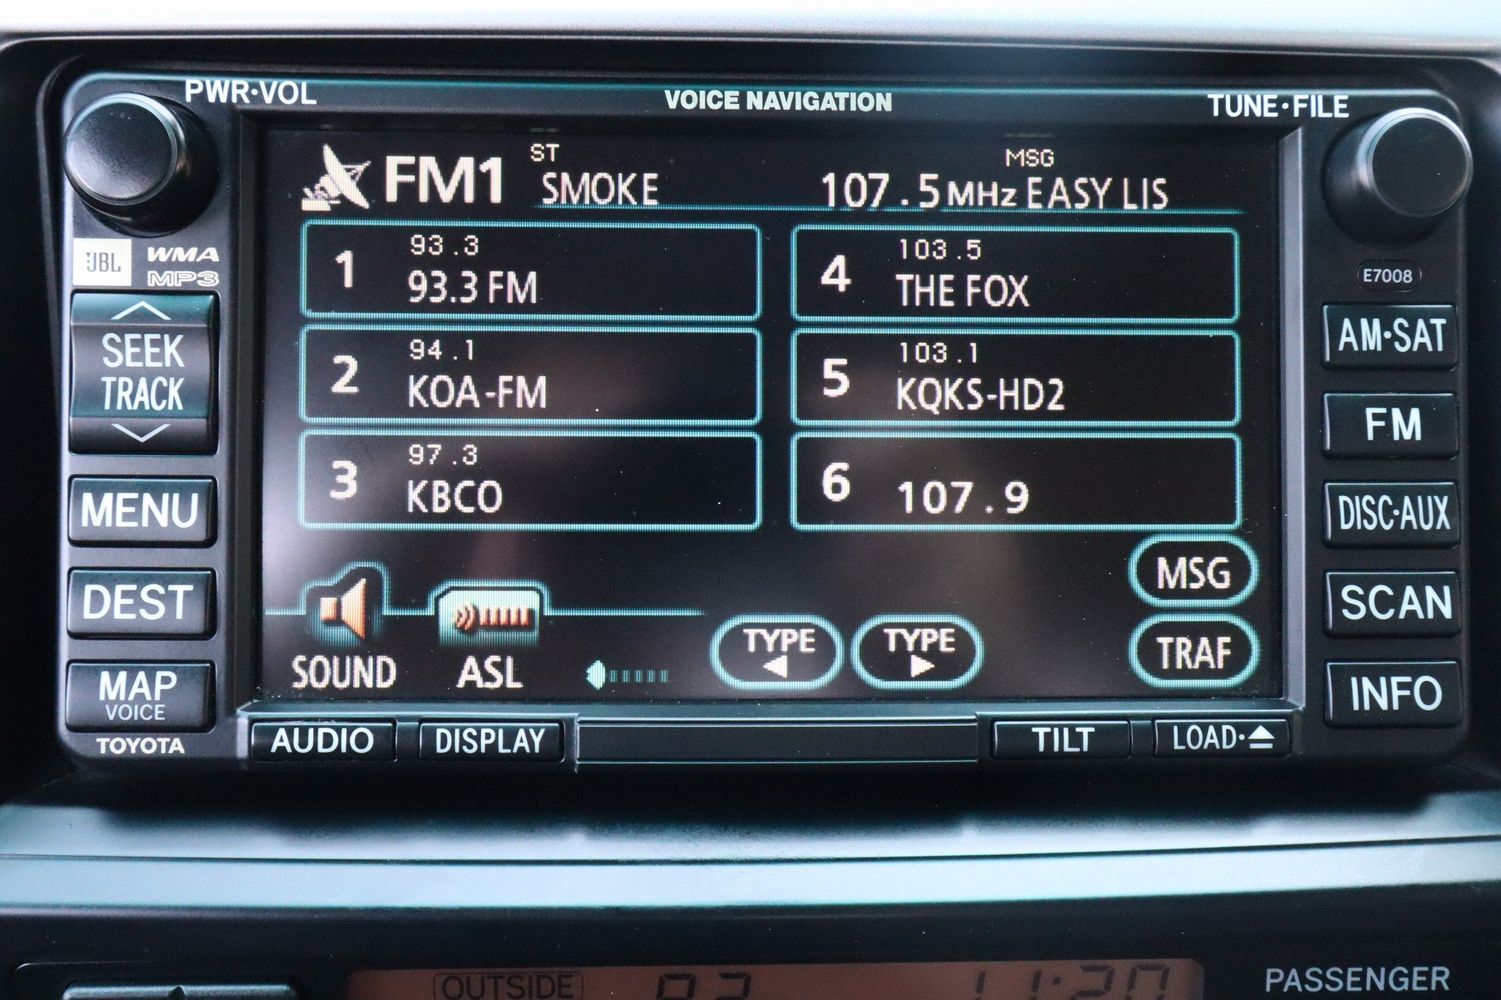 PWR•VOL
VOICE NAVIGATION
TUNE•FILE
FM1
ST
SMOKE
MSG
107.5MHz EASY LIS
JBL
WMA
MP3
SEEK
TRACK
MENU
DEST
MAP
VOICE
TOYOTA
1
93.3
93.3 FM
2
94.1
KOA-FM
3
97.3
KBCO
4
103.5
THE FOX
5
103.1
KQKS-HD2
6
107.9
SOUND
ASL
TYPE
TYPE
MSG
TRAF
E7008
AM•SAT
FM
DISC•AUX
SCAN
INFO
AUDIO
DISPLAY
TILT
LOAD•
OUTSIDE
11:20
PASSENGER